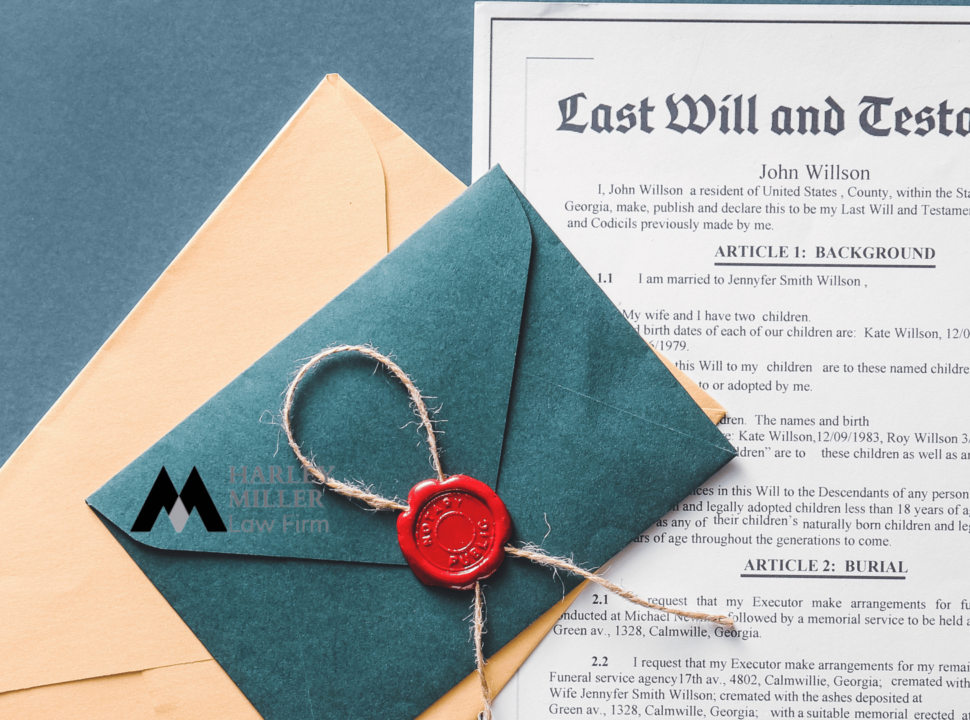 Last Will and Testa
John Willson
I, John Willson a resident of United States , County, within the Sta
Georgia, make, publish and declare this to be my Last Will and Testamen
and Codicils previously made by me.
ARTICLE 1: BACKGROUND
1.1 I am married to Jennyfer Smith Willson ,
My wife and I have two children.
d birth dates of each of our children are: Kate Willson, 12/0
6/1979.
this Will to my children are to these named childre
to or adopted by me.
dren. The names and birth
e: Kate Willson,12/09/1983, Roy Willson 3/
ldren" are to these children as well as an
nces in this Will to the Descendants of any person
n and legally adopted children less than 18 years of a
as any of their children's naturally born children and leg
ars of age throughout the generations to come.
ARTICLE 2: BURIAL
2.1 request that my Executor make arrangements for fu
onducted at Michael followed by a memorial service to be held a
Green av., 1328, Calmwille, Georgia.
2.2 I request that my Executor make arrangements for my remai
Funeral service agency17th av., 4802, Calmwillie, Georgia; cremated with
Wife Jennyfer Smith Willson; cremated with the ashes deposited at
Green av., 1328, Calmwille, Georgia; with a suitable memorial erected a
HARLEY
MILLER
Law Firm
NOTARY
PUBLIC